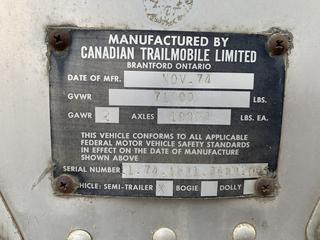 MANUFACTURED BY
CANADIAN TRAILMOBILE LIMITED
BRANTFORD ONTARIO
DATE OF MFR. NOV. 74
GVWR LBS.
GAWR AXLES LBS. EA.
THIS VEHICLE CONFORMS TO ALL APPLICABLE
FEDERAL MOTOR VEHICLE SAFETY STANDARDS
IN EFFECT ON THE DATE OF MANUFACTURE
SHOWN ABOVE
SERIAL NUMBER
VEHICLE: SEMI-TRAILER X BOGIE DOLLY